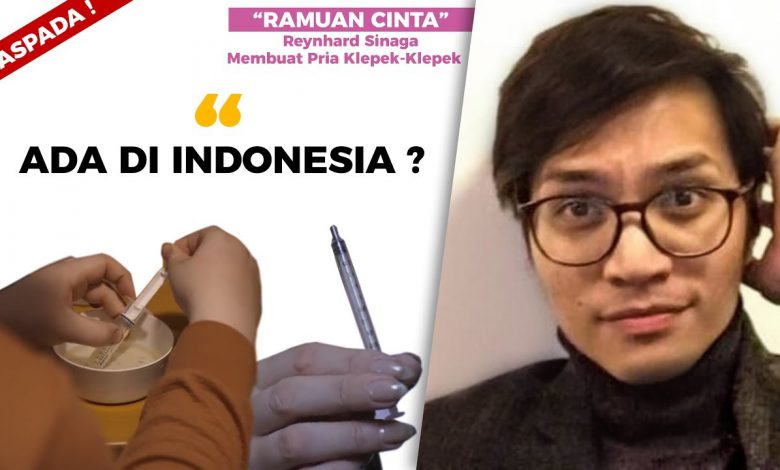 ASPADA !
“RAMUAN CINTA”
Reynhard Sinaga
Membuat Pria Klepek-Klepek
“
ADA DI INDONESIA ?